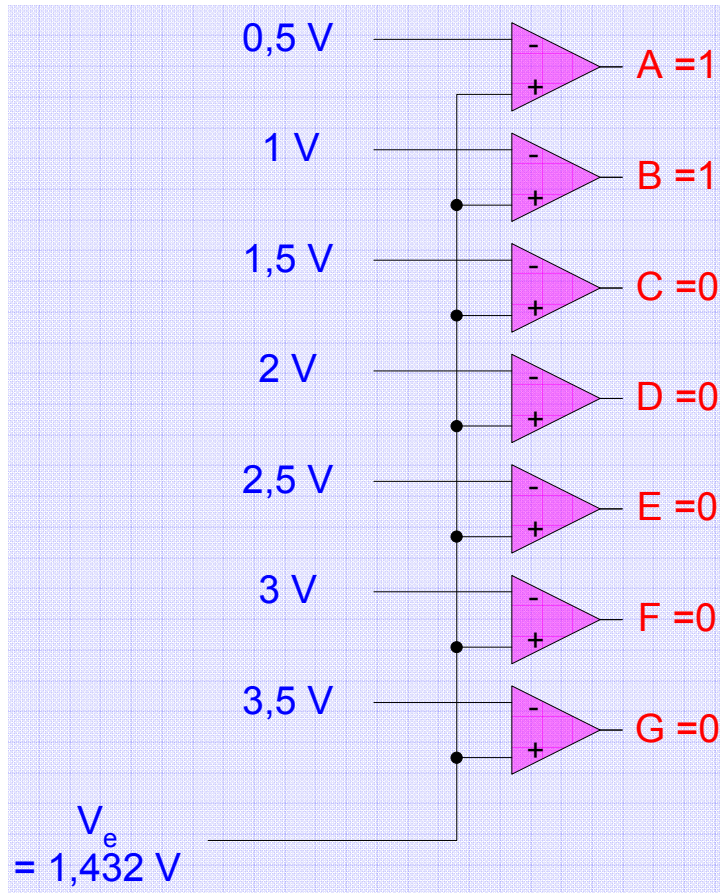 0,5 V
-
+
A =1
1 V
-
+
B =1
1,5 V
-
+
C =0
2 V
-
+
D =0
2,5 V
-
+
E =0
3 V
-
+
F =0
3,5 V
-
+
G =0
Ve
= 1,432 V